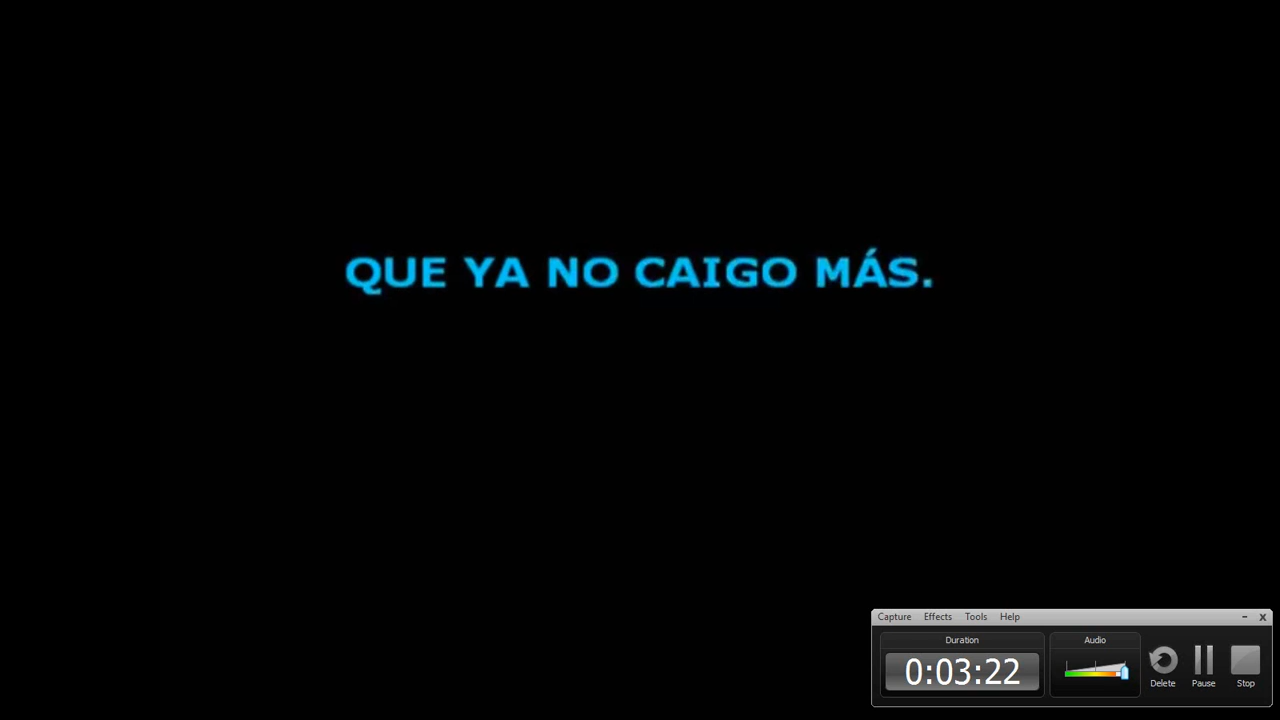 QUE YA NO CAIGO MÁS.
Capture Effects Tools Help
Duration
Audio
0:03:22
Delete Pause Stop